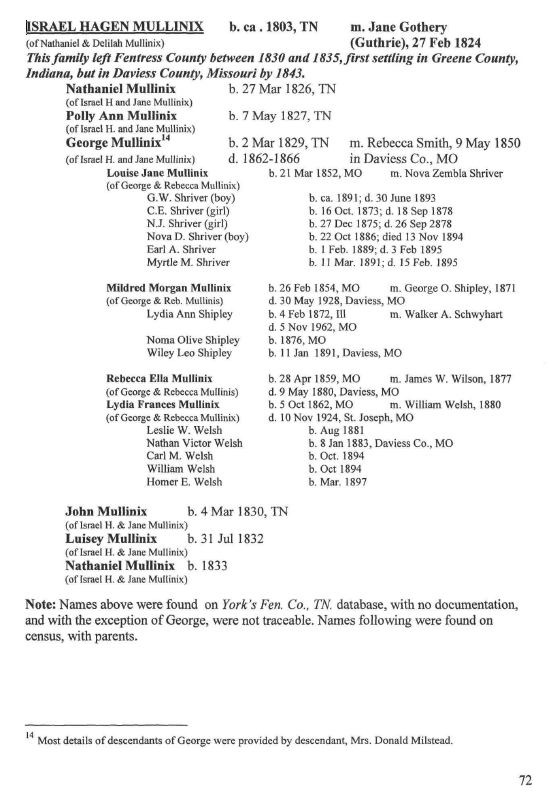 ISRAEL HAGEN MULLINIX b. ca . 1803, TN m. Jane Gothery
(of Nathaniel & Delilah Mullinix) (Guthrie), 27 Feb 1824
This family left Fentress County between 1830 and 1835, first settling in Greene County,
Indiana, but in Daviess County, Missouri by 1843.
Nathaniel Mullinix b. 27 Mar 1826, TN
(of Israel H and Jane Mullinix)
Polly Ann Mullinix b. 7 May 1827, TN
(of Israel H. and Jane Mullinix)
George Mullinix14 b. 2 Mar 1829, TN m. Rebecca Smith, 9 May 1850
(of Israel H. and Jane Mullinix) d. 1862-1866 in Daviess Co., MO
Louise Jane Mullinix b. 21 Mar 1852, MO m. Nova Zembla Shriver
(of George & Rebecca Mullinix)
G.W. Shriver (boy) b. ca. 1891; d. 30 June 1893
C.E. Shriver (girl) b. 16 Oct. 1873; d. 18 Sep 1878
N.J. Shriver (girl) b. 27 Dec 1875; d. 26 Sep 2878
Nova D. Shriver (boy) b. 22 Oct 1886; died 13 Nov 1894
Earl A. Shriver b. 1 Feb. 1889; d. 3 Feb 1895
Myrtle M. Shriver b. 11 Mar. 1891; d. 15 Feb. 1895
Mildred Morgan Mullinix b. 26 Feb 1854, MO m. George O. Shipley, 1871
(of George & Reb. Mullinis) d. 30 May 1928, Daviess, MO
Lydia Ann Shipley b. 4 Feb 1872, Ill m. Walker A. Schwyhart
d. 5 Nov 1962, MO
Noma Olive Shipley b. 1876, MO
Wiley Leo Shipley b. 11 Jan 1891, Daviess, MO
Rebecca Ella Mullinix b. 28 Apr 1859, MO m. James W. Wilson, 1877
(of George & Rebecca Mullinis) d. 9 May 1880, Daviess, MO
Lydia Frances Mullinix b. 5 Oct 1862, MO m. William Welsh, 1880
(of George & Rebecca Mullinix) d. 10 Nov 1924, St. Joseph, MO
Leslie W. Welsh b. Aug 1881
Nathan Victor Welsh b. 8 Jan 1883, Daviess Co., MO
Carl M. Welsh b. Oct. 1894
William Welsh b. Oct 1894
Homer E. Welsh b. Mar. 1897
John Mullinix b. 4 Mar 1830, TN
(of Israel H. & Jane Mullinix)
Luisey Mullinix b. 31 Jul 1832
(of Israel H. & Jane Mullinix)
Nathaniel Mullinix b. 1833
(of Israel H. & Jane Mullinix)
Note: Names above were found on York's Fen. Co., TN. database, with no documentation,
and with the exception of George, were not traceable. Names following were found on
census, with parents.
14 Most details of descendants of George were provided by descendant, Mrs. Donald Milstead.
72